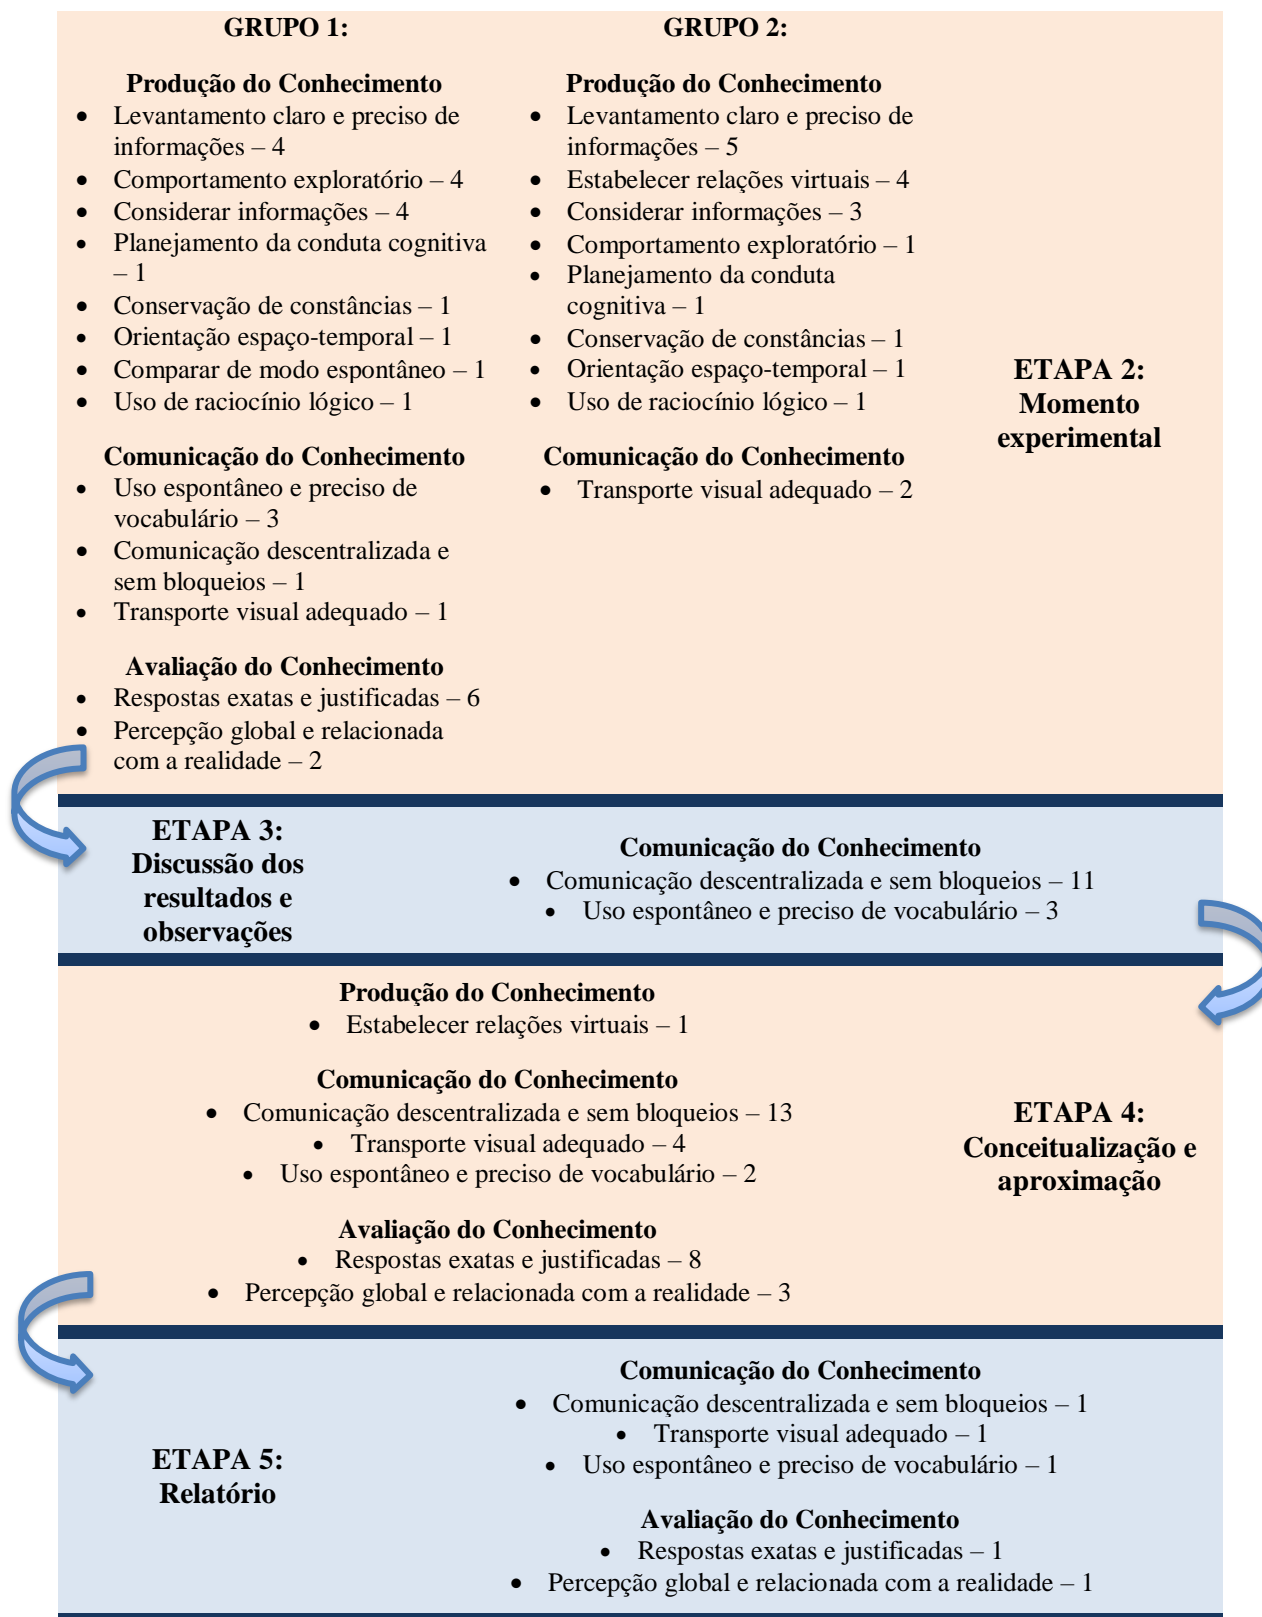 GRUPO 1:
Produção do Conhecimento
• Levantamento claro e preciso de
informações – 4
• Comportamento exploratório – 4
• Considerar informações – 4
• Planejamento da conduta cognitiva
– 1
• Conservação de constâncias – 1
• Orientação espaço-temporal – 1
• Comparar de modo espontâneo – 1
• Uso de raciocínio lógico – 1
Comunicação do Conhecimento
• Uso espontâneo e preciso de
vocabulário – 3
• Comunicação descentralizada e
sem bloqueios – 1
• Transporte visual adequado – 1
Avaliação do Conhecimento
• Respostas exatas e justificadas – 6
• Percepção global e relacionada
com a realidade – 2
GRUPO 2:
Produção do Conhecimento
• Levantamento claro e preciso de
informações – 5
• Estabelecer relações virtuais – 4
• Considerar informações – 3
• Comportamento exploratório – 1
• Planejamento da conduta
cognitiva – 1
• Conservação de constâncias – 1
• Orientação espaço-temporal – 1
• Uso de raciocínio lógico – 1
Comunicação do Conhecimento
• Transporte visual adequado – 2
ETAPA 2:
Momento
experimental
ETAPA 3:
Discussão dos
resultados e
observações
Comunicação do Conhecimento
• Comunicação descentralizada e sem bloqueios – 11
• Uso espontâneo e preciso de vocabulário – 3
Produção do Conhecimento
• Estabelecer relações virtuais – 1
Comunicação do Conhecimento
• Comunicação descentralizada e sem bloqueios – 13
• Transporte visual adequado – 4
• Uso espontâneo e preciso de vocabulário – 2
Avaliação do Conhecimento
• Respostas exatas e justificadas – 8
• Percepção global e relacionada com a realidade – 3
ETAPA 4:
Conceitualização e
aproximação
ETAPA 5:
Relatório
Comunicação do Conhecimento
• Comunicação descentralizada e sem bloqueios – 1
• Transporte visual adequado – 1
• Uso espontâneo e preciso de vocabulário – 1
Avaliação do Conhecimento
• Respostas exatas e justificadas – 1
• Percepção global e relacionada com a realidade – 1